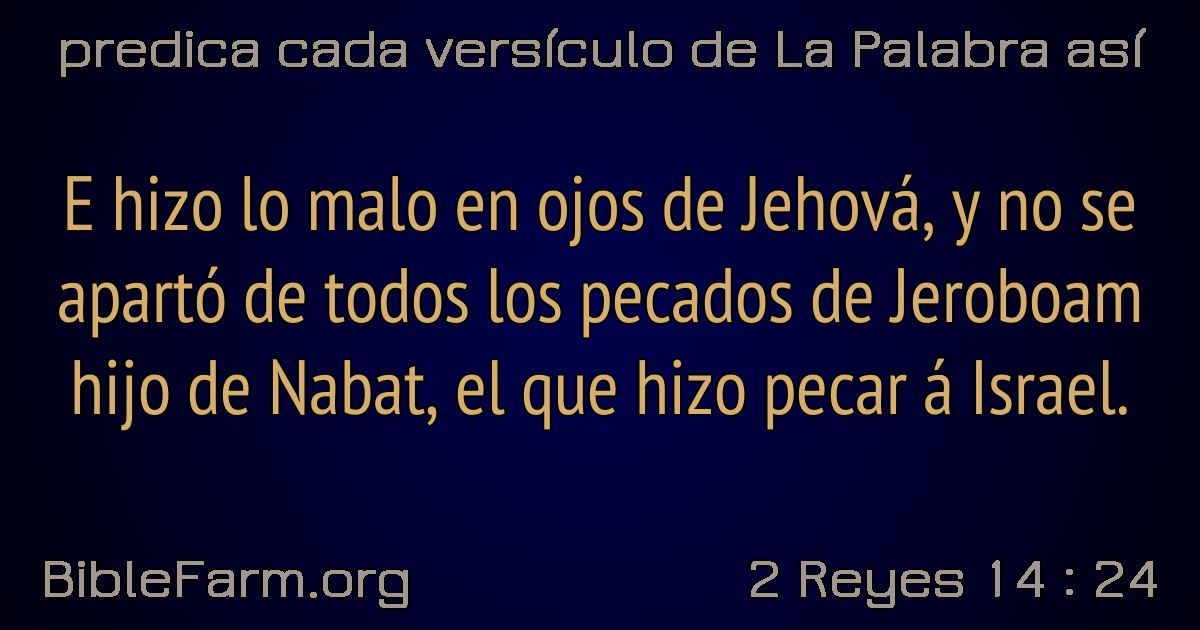 predica cada versículo de La Palabra así
E hizo lo malo en ojos de Jehová, y no se
apartó de todos los pecados de Jeroboam
hijo de Nabat, el que hizo pecar á Israel.
BibleFarm.org
2 Reyes 14 : 24